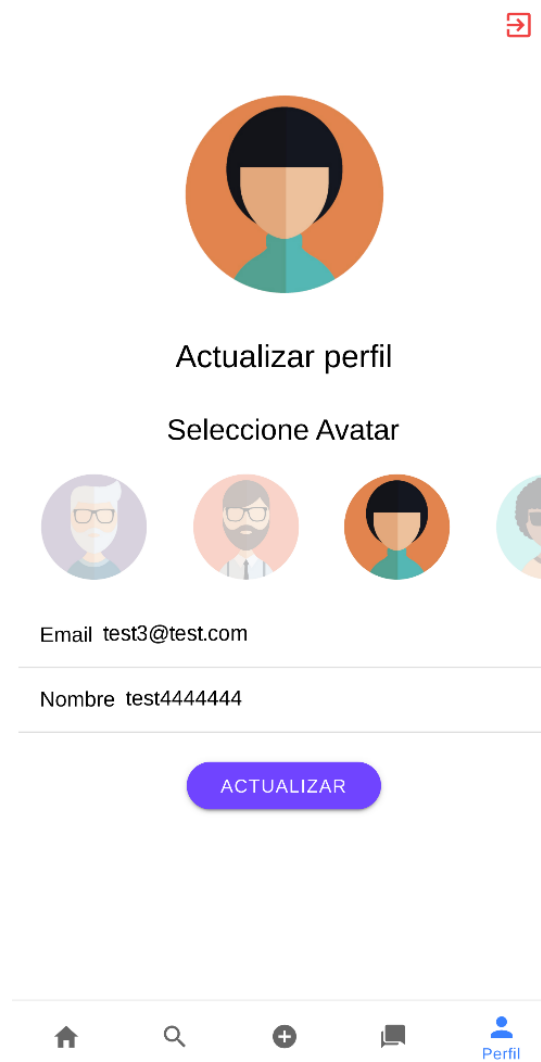 Actualizar perfil
Seleccione Avatar
Email test3@test.com
Nombre test4444444
ACTUALIZAR
Perfil